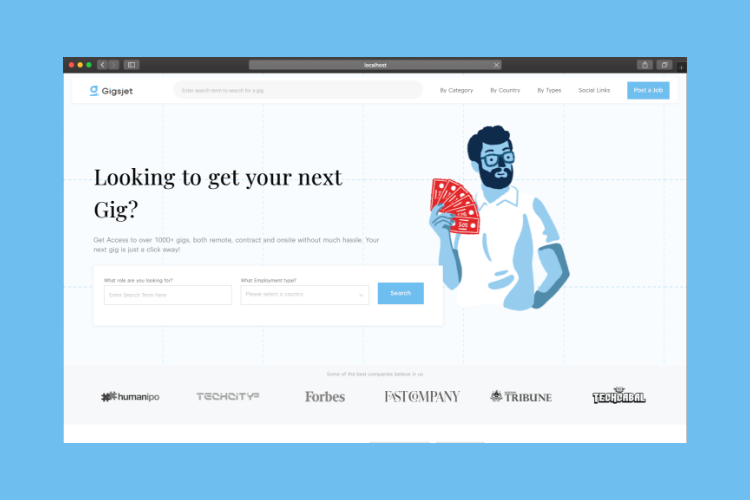 localhost
Gigsjet
Enter search term to search for a gig
By Category
By Country
By Types
Social Links
Post a Job
Looking to get your next
Gig?
Get Access to over 1000+ gigs, both remote, contract and onsite without much hassle. Your
next gig is just a click away!
What role are you looking for?
What Employment type?
Enter Search Term Here
Please select a country
Search
Some of the best companies believe in us
humanipo
TECHCITY
Forbes
FAST COMPANY
TRIBUNE
TECHCABAL